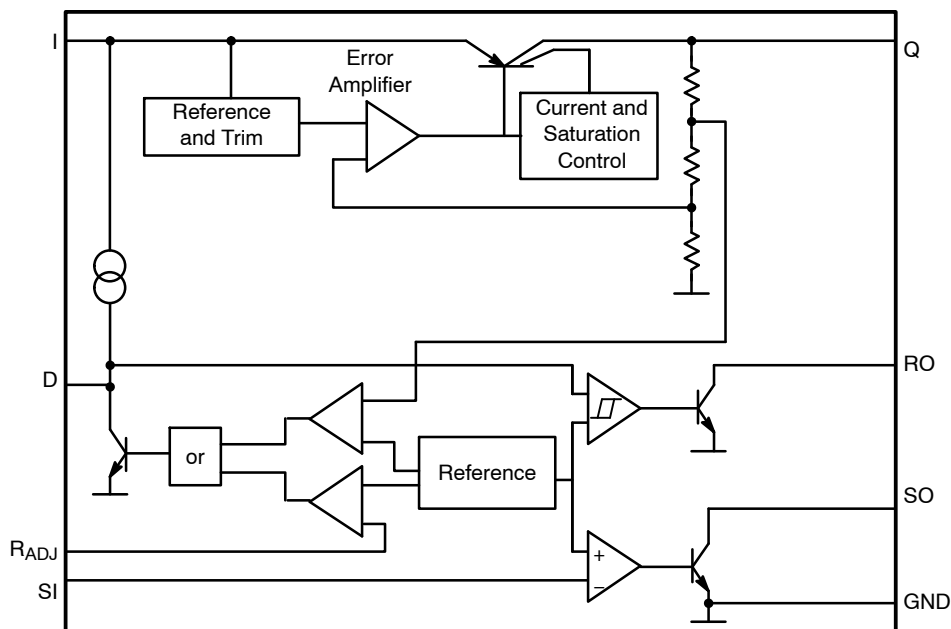 I
Q
Error
Amplifier
Reference
and Trim
Current and
Saturation
Control
D
RO
or
Reference
SO
RADJ
+
SI
−
GND